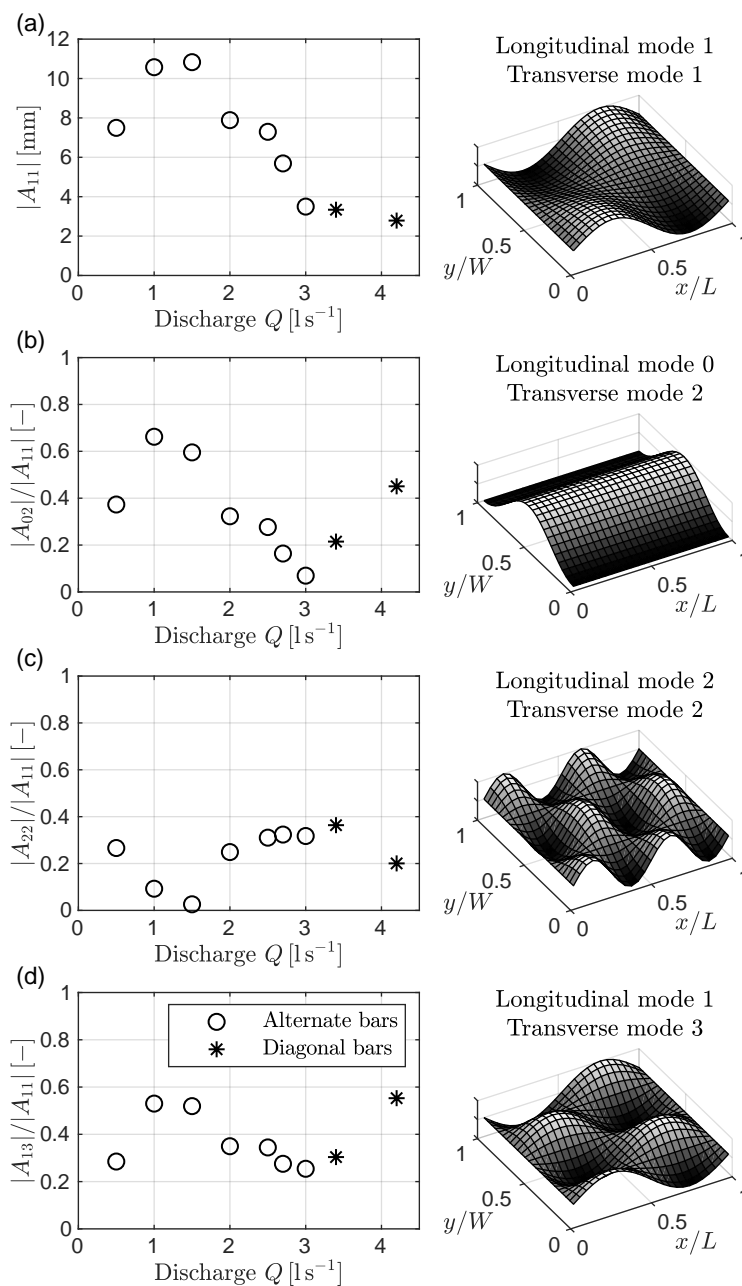 (a)
12
10
8
6
4
2
0
|A₁₁| [mm]
0 1 2 3 4
Discharge Q [l s⁻¹]
Longitudinal mode 1
Transverse mode 1
1
0.5
0
y/W
0
0.5
1
x/L
(b)
1
0.8
0.6
0.4
0.2
0
|A₀₂|/|A₁₁| [−]
0 1 2 3 4
Discharge Q [l s⁻¹]
Longitudinal mode 0
Transverse mode 2
1
0.5
0
y/W
0
0.5
1
x/L
(c)
1
0.8
0.6
0.4
0.2
0
|A₂₂|/|A₁₁| [−]
0 1 2 3 4
Discharge Q [l s⁻¹]
Longitudinal mode 2
Transverse mode 2
1
0.5
0
y/W
0
0.5
1
x/L
(d)
1
0.8
0.6
0.4
0.2
0
|A₁₃|/|A₁₁| [−]
Alternate bars
Diagonal bars
0 1 2 3 4
Discharge Q [l s⁻¹]
Longitudinal mode 1
Transverse mode 3
1
0.5
0
y/W
0
0.5
1
x/L